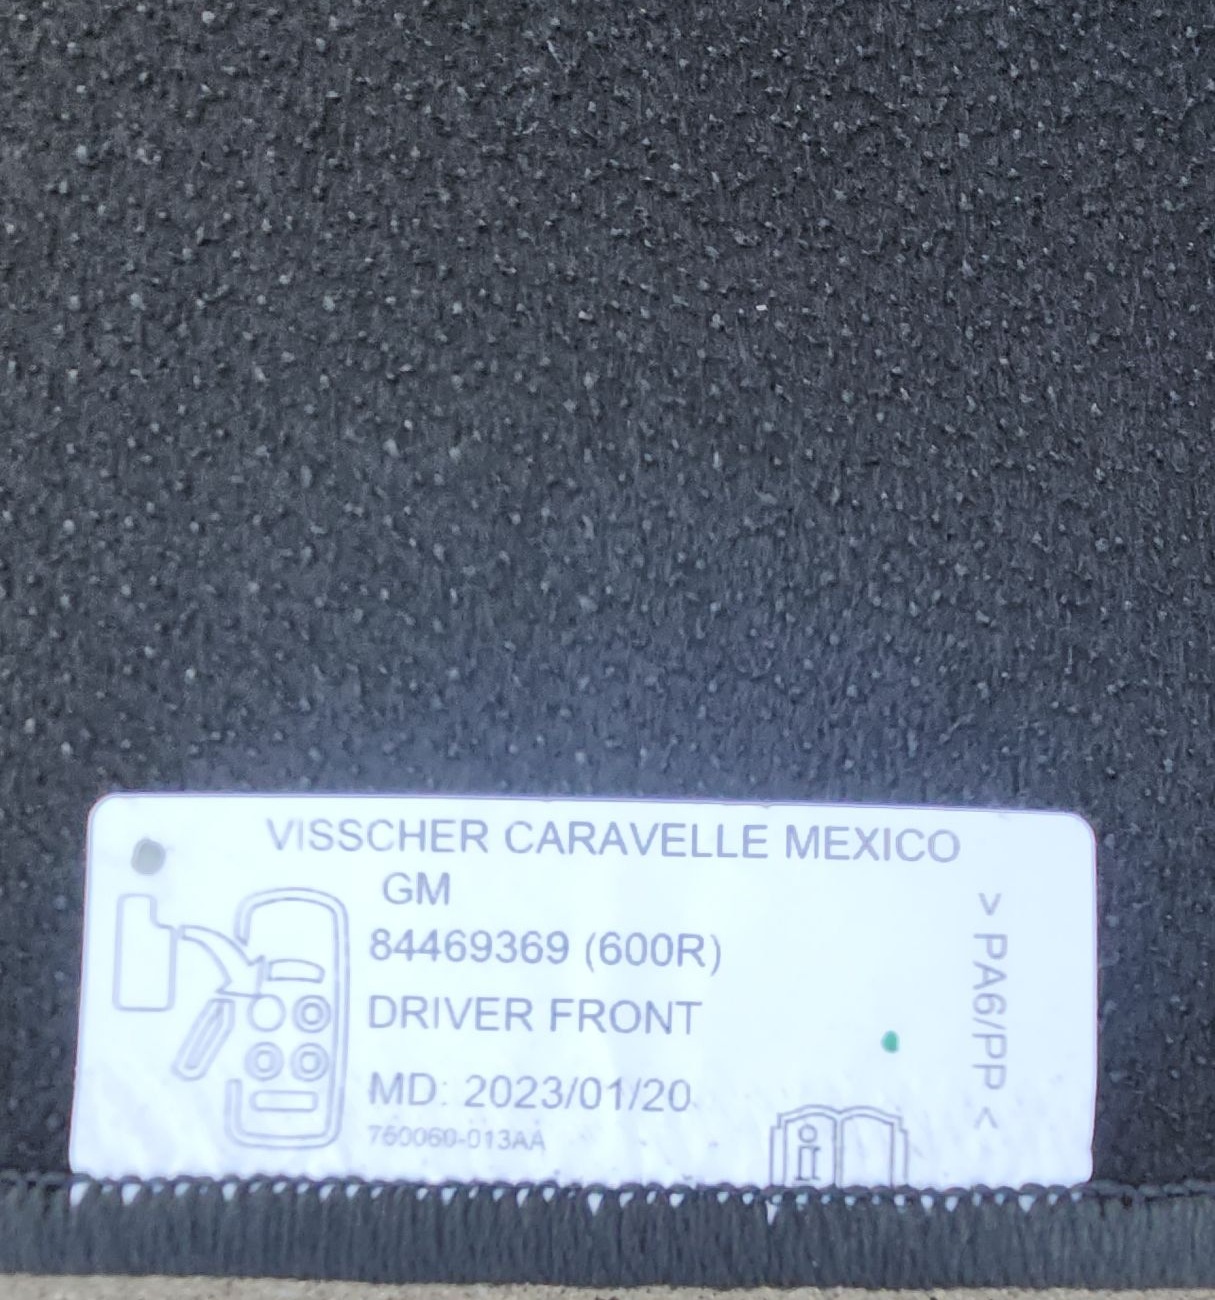 VISSCHER CARAVELLE MEXICO
GM
84469369 (600R)
DRIVER FRONT
MD: 2023/01/20
760060-013AA
>PA6/PP<
i